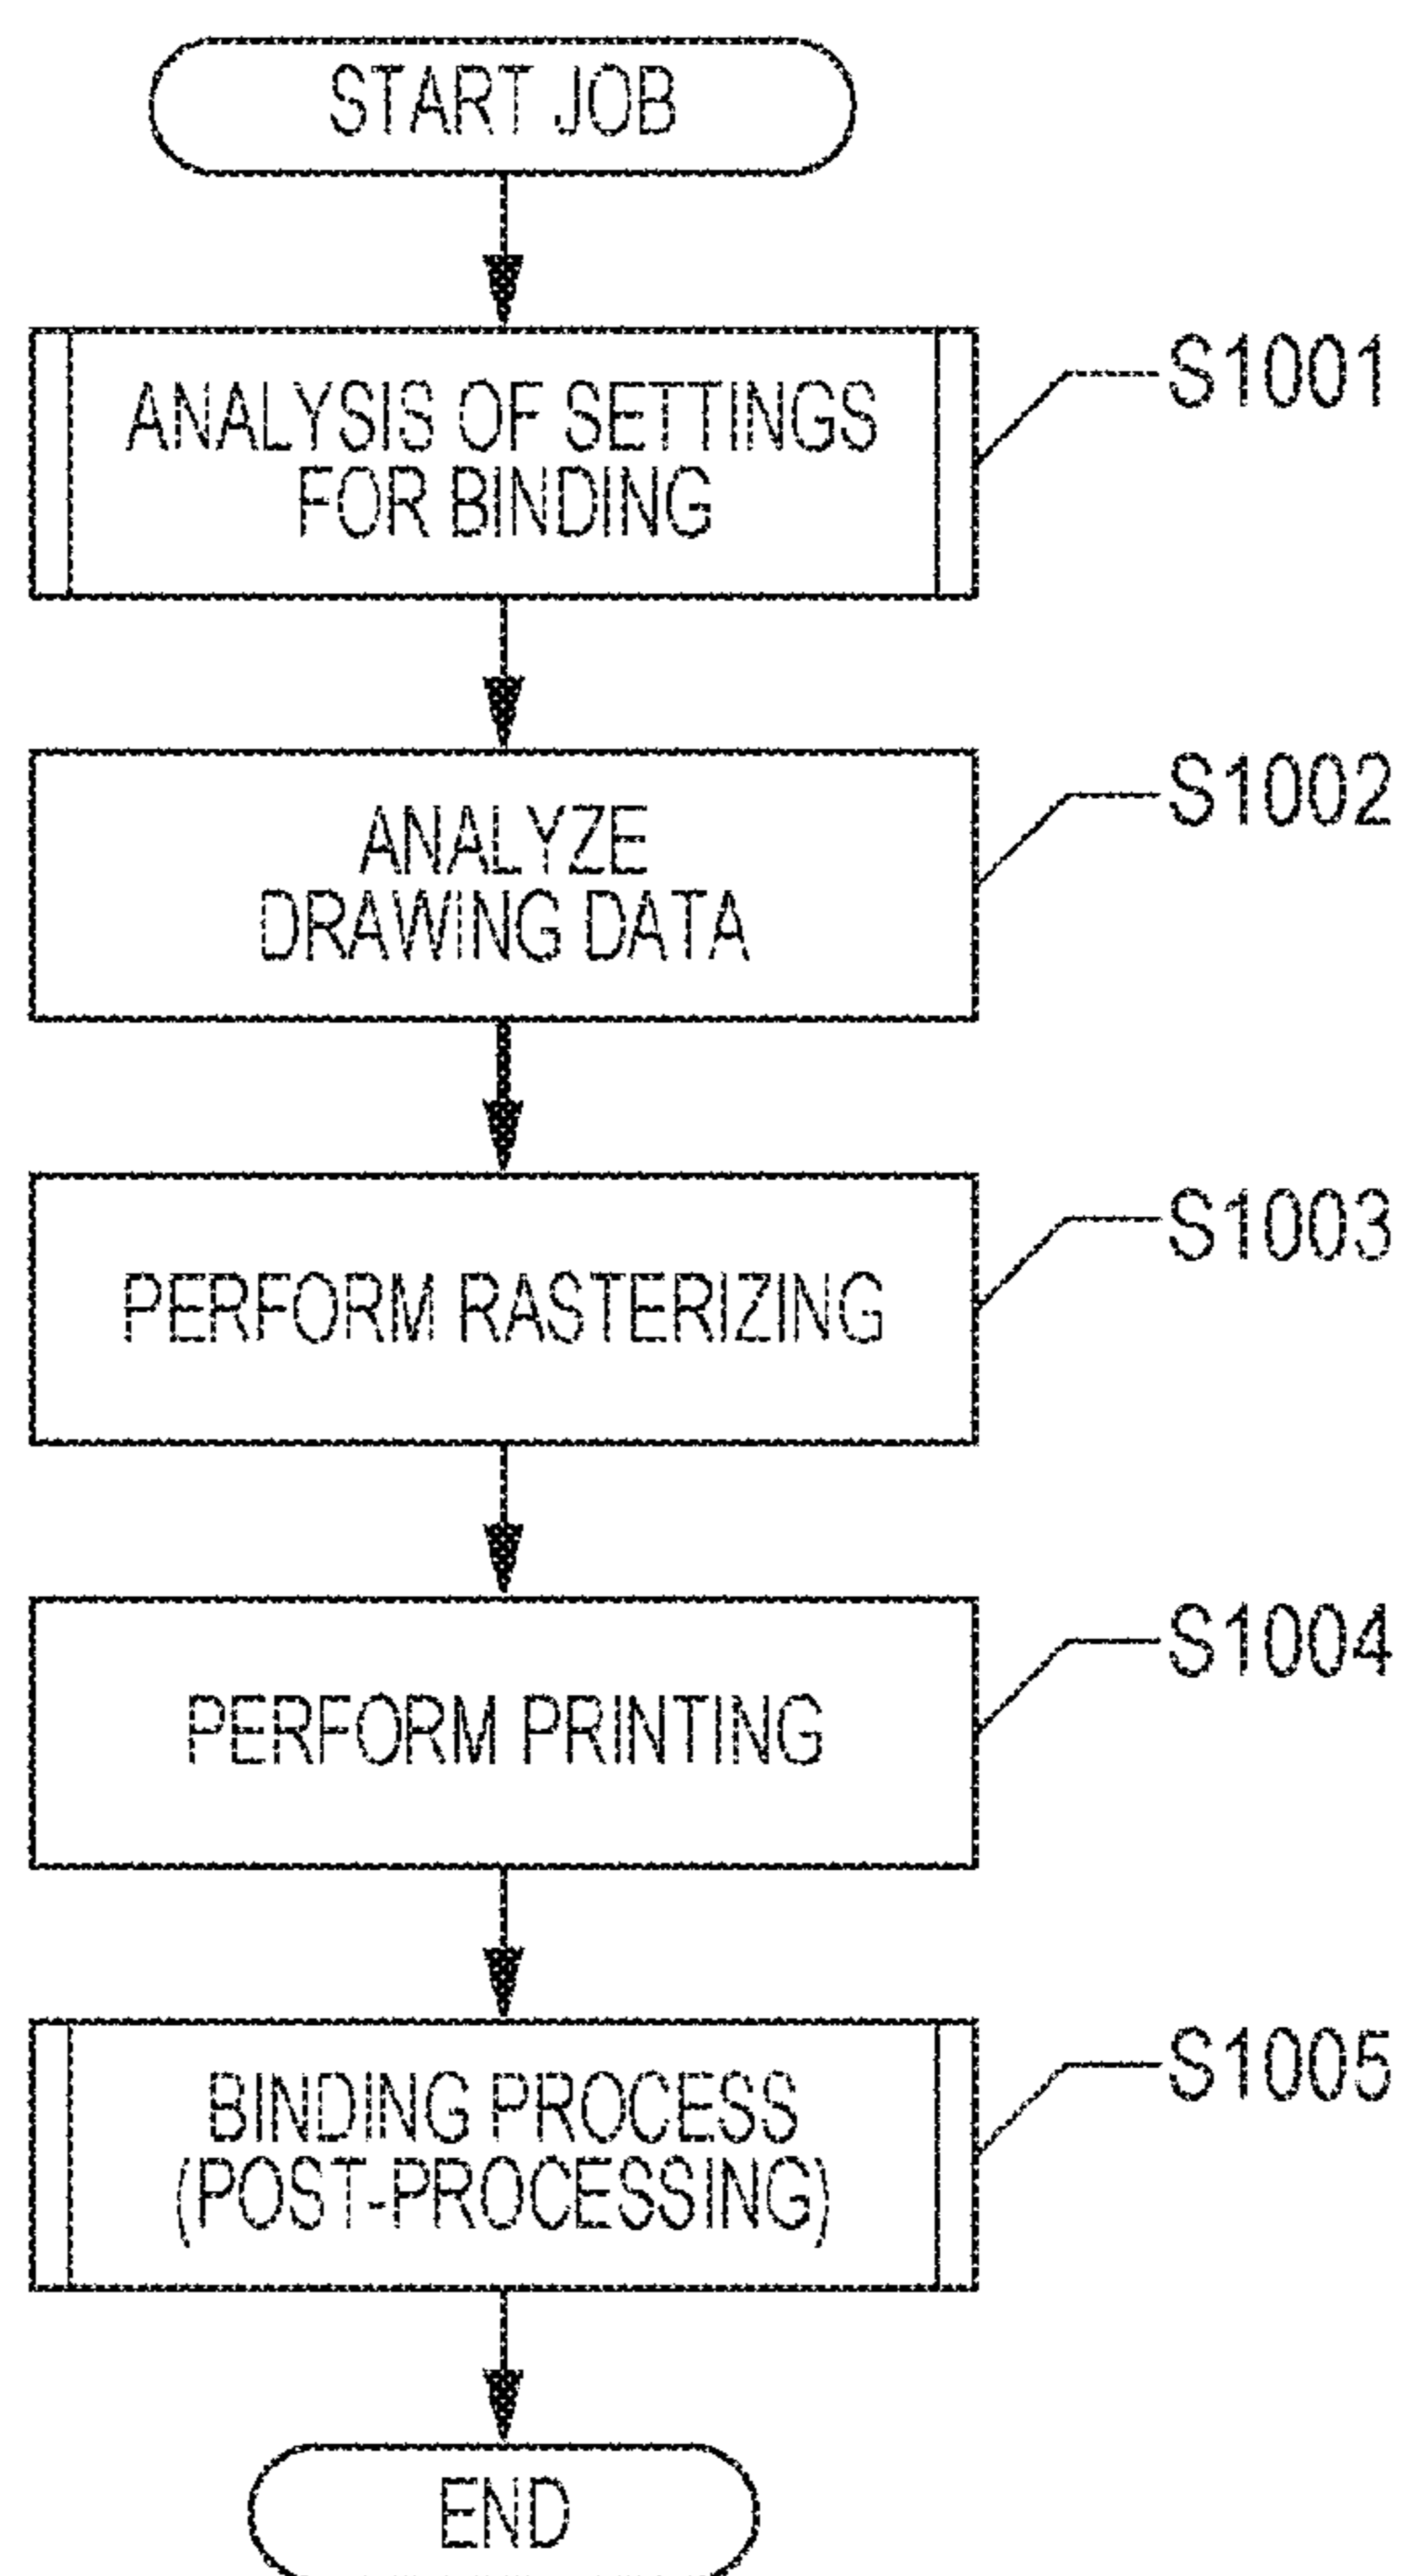 START JOB
ANALYSIS OF SETTINGS
FOR BINDING
S1001
ANALYZE
DRAWING DATA
S1002
PERFORM RASTERIZING
S1003
PERFORM PRINTING
S1004
BINDING PROCESS
(POST-PROCESSING)
S1005
END